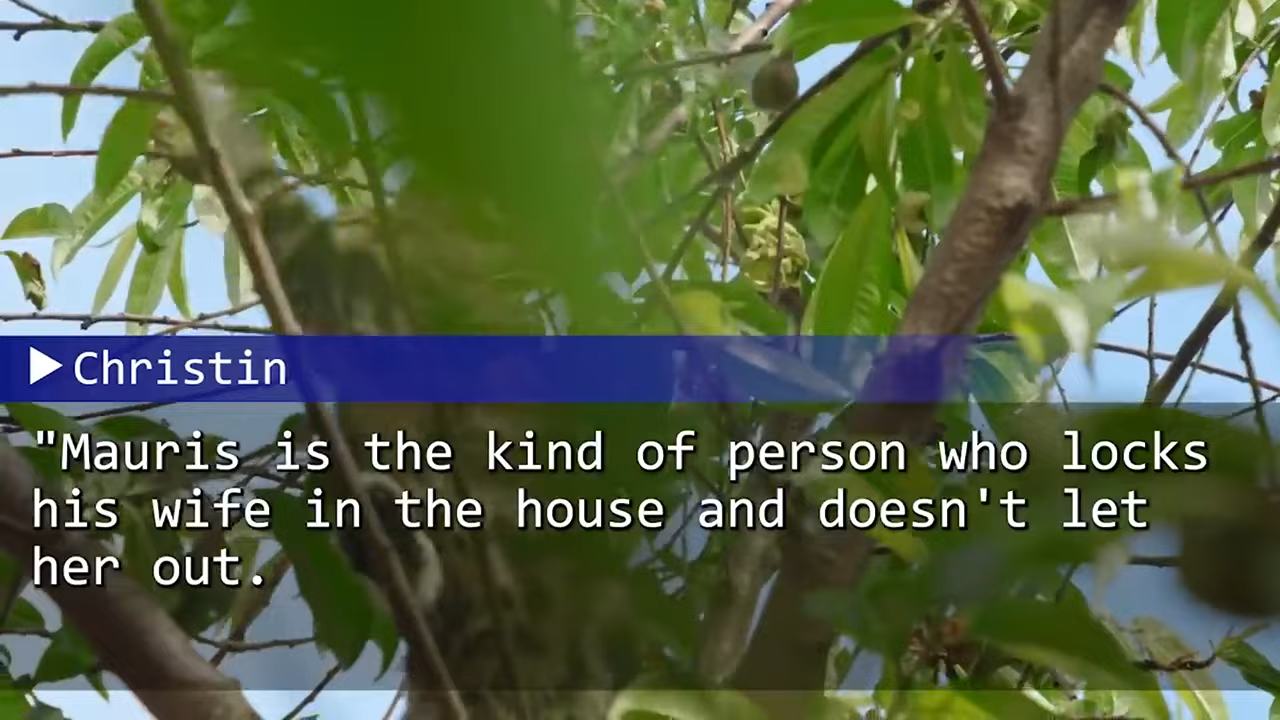 ▶Christin
"Mauris is the kind of person who locks
his wife in the house and doesn't let
her out.